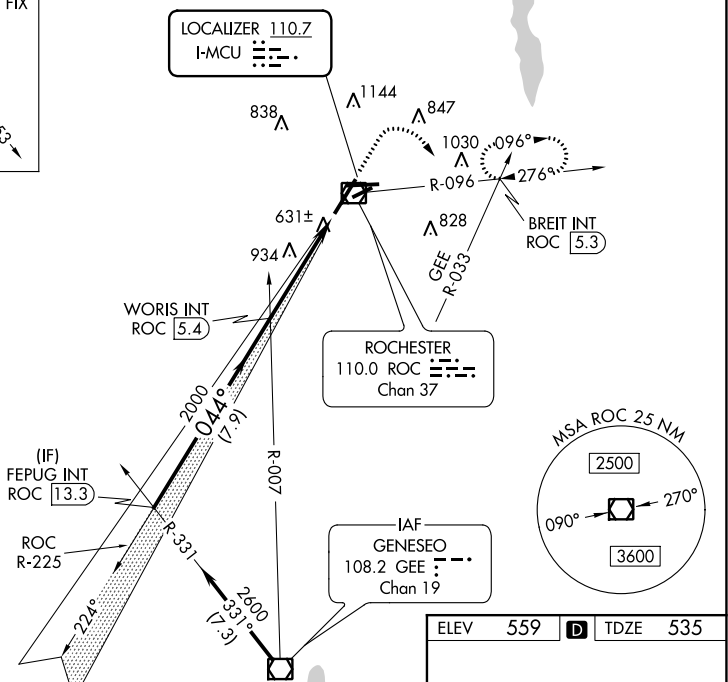 FIX
LOCALIZER 110.7
I-MCU
838
1144
847
1030
096°
R-096
276°
631±
828
934
BREIT INT
ROC 5.3
GEE
R-033
WORIS INT
ROC 5.4
ROCHESTER
110.0 ROC
Chan 37
2000
044°
(7.9)
R-007
(IF)
FEPUG INT
ROC 13.3
ROC
R-225
R-331
224°
2600
331°
(7.3)
IAF
GENESEO
108.2 GEE
Chan 19
MSA ROC 25 NM
2500
090°
270°
3600
ELEV 559 D TDZE 535